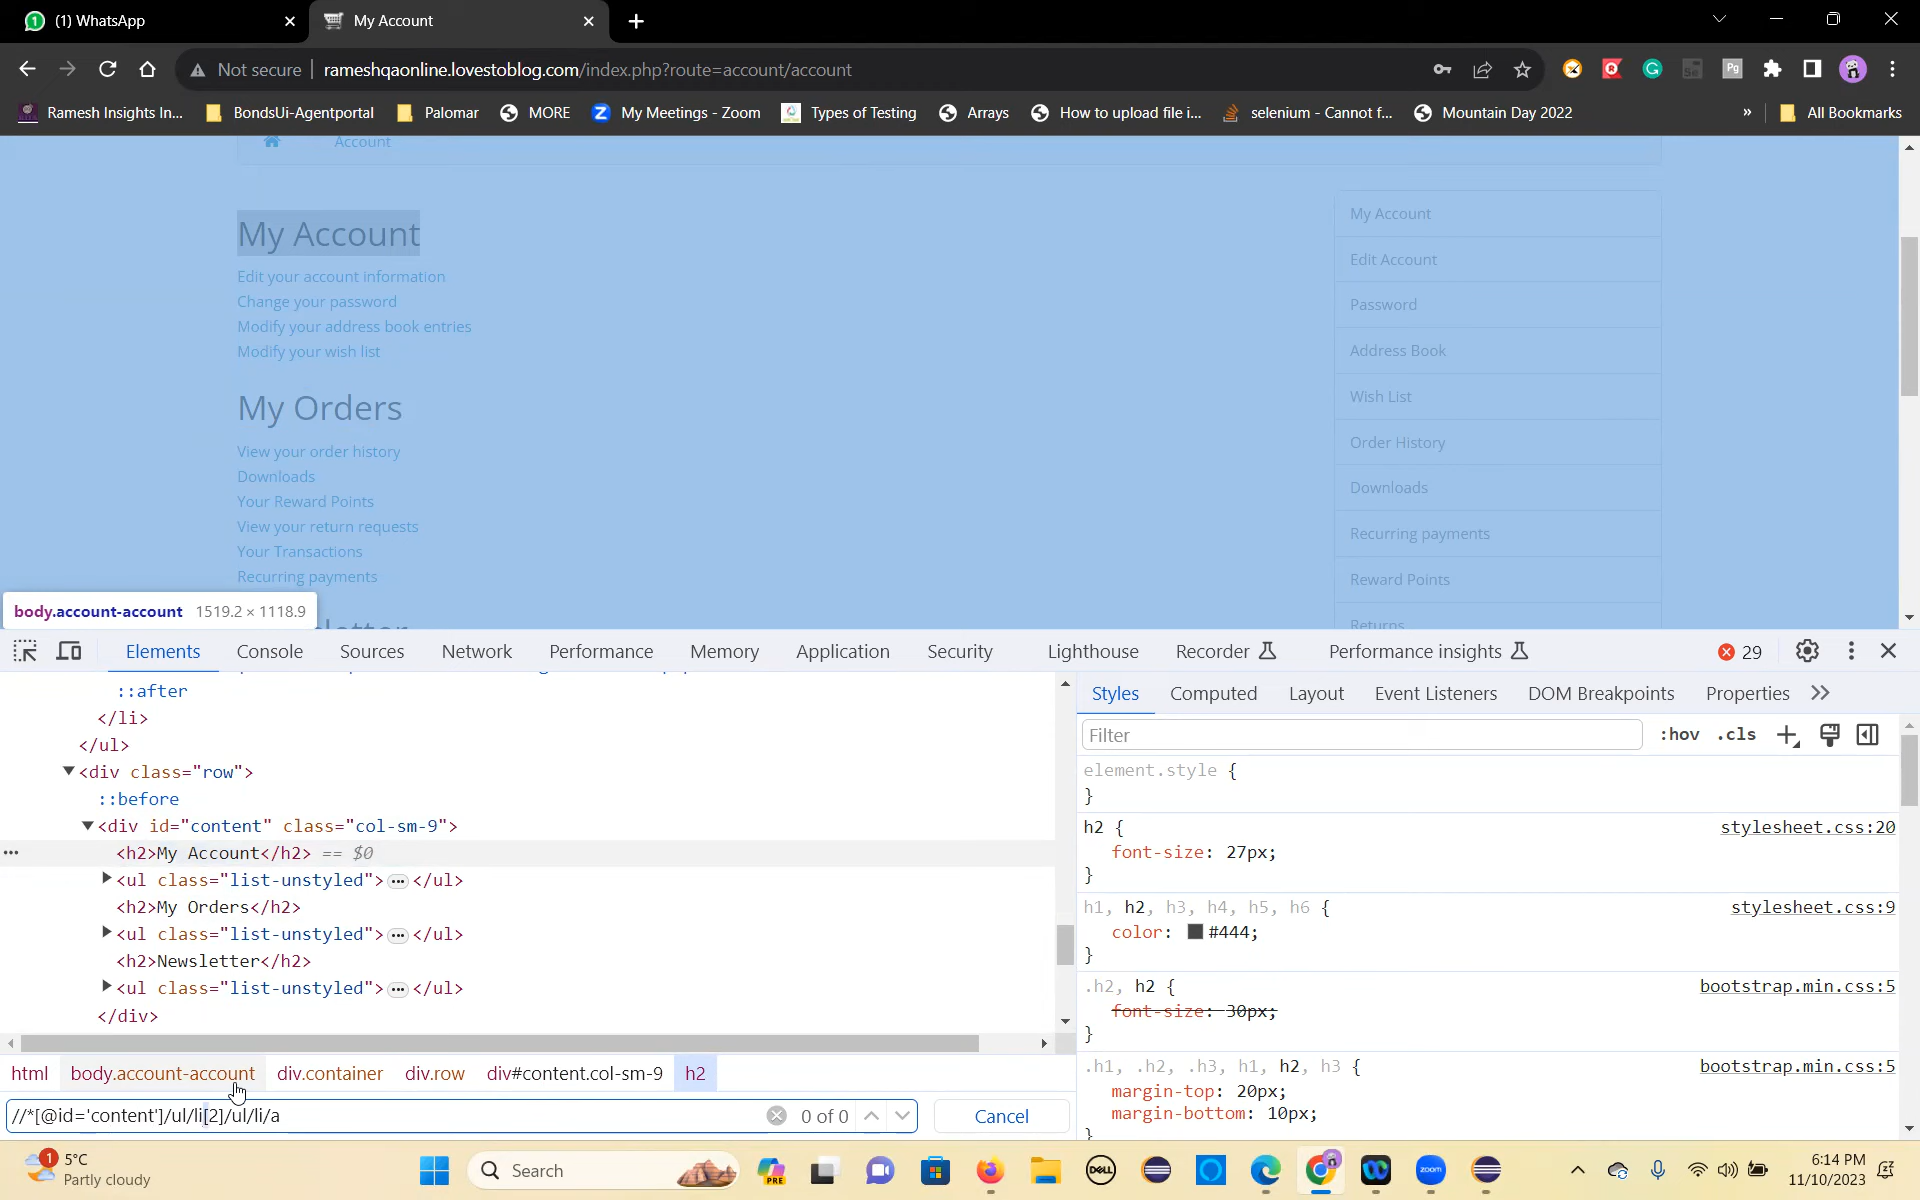 (1) WhatsApp
My Account
Not secure rameshqaonline.lovestoblog.com/index.php?route=account/account
Ramesh Insights In... BondsUi-Agentportal Palomar MORE My Meetings - Zoom Types of Testing Arrays How to upload file i... selenium - Cannot f... Mountain Day 2022 » All Bookmarks
Account
My Account
Edit your account information
Change your password
Modify your address book entries
Modify your wish list
My Orders
View your order history
Downloads
Your Reward Points
View your return requests
Your Transactions
Recurring payments
My Account
Edit Account
Password
Address Book
Wish List
Order History
Downloads
Recurring payments
Reward Points
Returns
body.account-account 1519.2 × 1118.9
Elements Console Sources Network Performance Memory Application Security Lighthouse Recorder Performance insights 29
::after
</li>
</ul>
▼<div class="row">
::before
▼<div id="content" class="col-sm-9">
<h2>My Account</h2> == $0
▶<ul class="list-unstyled"> ••• </ul>
<h2>My Orders</h2>
▶<ul class="list-unstyled"> ••• </ul>
<h2>Newsletter</h2>
▶<ul class="list-unstyled"> ••• </ul>
</div>
html body.account-account div.container div.row div#content.col-sm-9 h2
//*[@id='content']/ul/li[2]/ul/li/a 0 of 0 Cancel
Styles Computed Layout Event Listeners DOM Breakpoints Properties »
Filter :hov .cls
element.style {
}
h2 { stylesheet.css:20
font-size: 27px;
}
h1, h2, h3, h4, h5, h6 { stylesheet.css:9
color: #444;
}
.h2, h2 { bootstrap.min.css:5
font-size: 30px;
}
.h1, .h2, .h3, h1, h2, h3 { bootstrap.min.css:5
margin-top: 20px;
margin-bottom: 10px;
}
1 5°C
Partly cloudy
Search
PRE
DELL
zoom
6:14 PM
11/10/2023